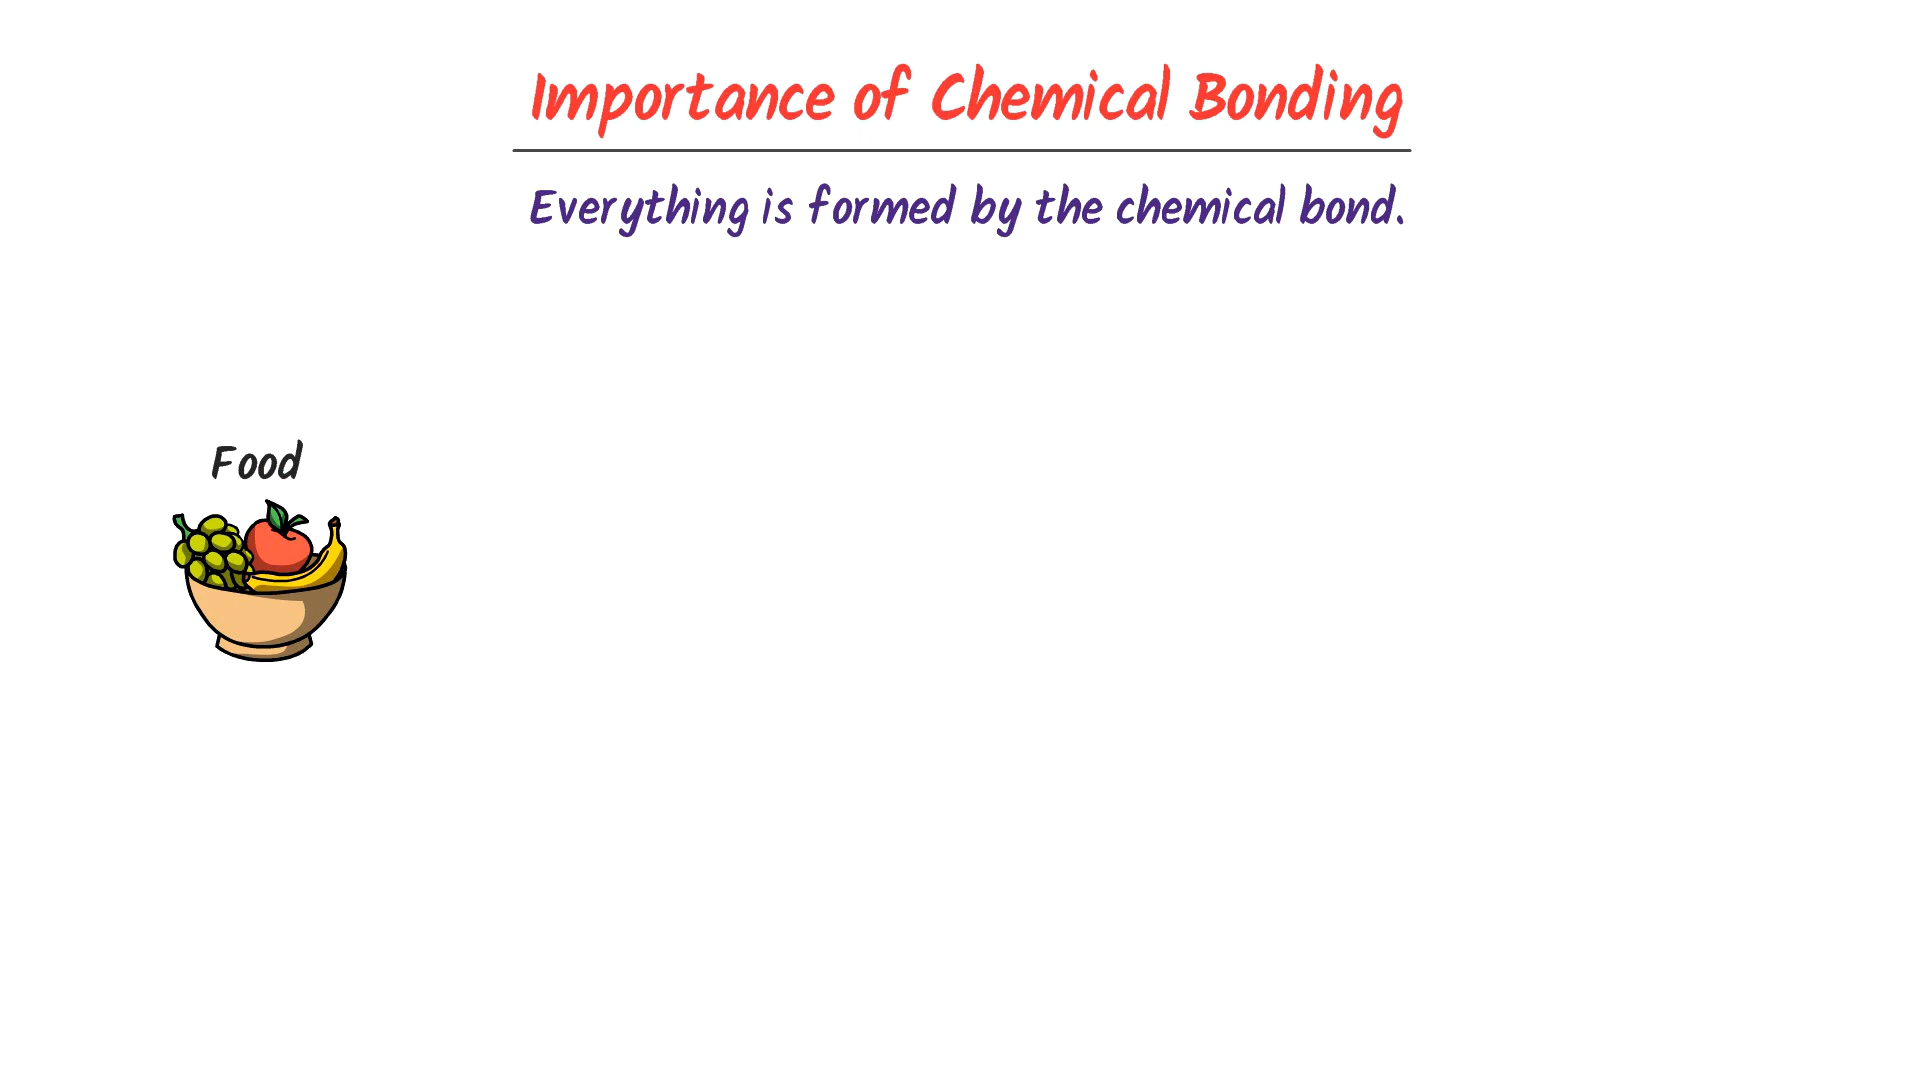 Importance of Chemical Bonding
Everything is formed by the chemical bond.
Food